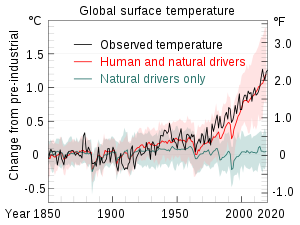 Global surface temperature
°C
°F
Observed temperature
Human and natural drivers
Natural drivers only
Change from pre-industrial
1.5
1.0
0.5
0
-0.5
3.0
2.0
1.0
0
-1.0
Year 1850 1900 1950 2000 2020